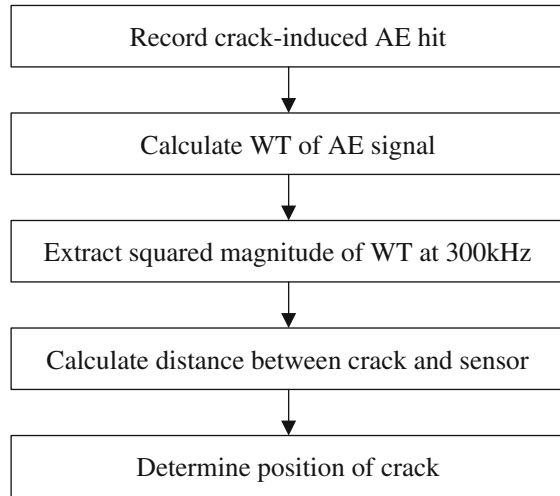 Record crack-induced AE hit
Calculate WT of AE signal
Extract squared magnitude of WT at 300kHz
Calculate distance between crack and sensor
Determine position of crack